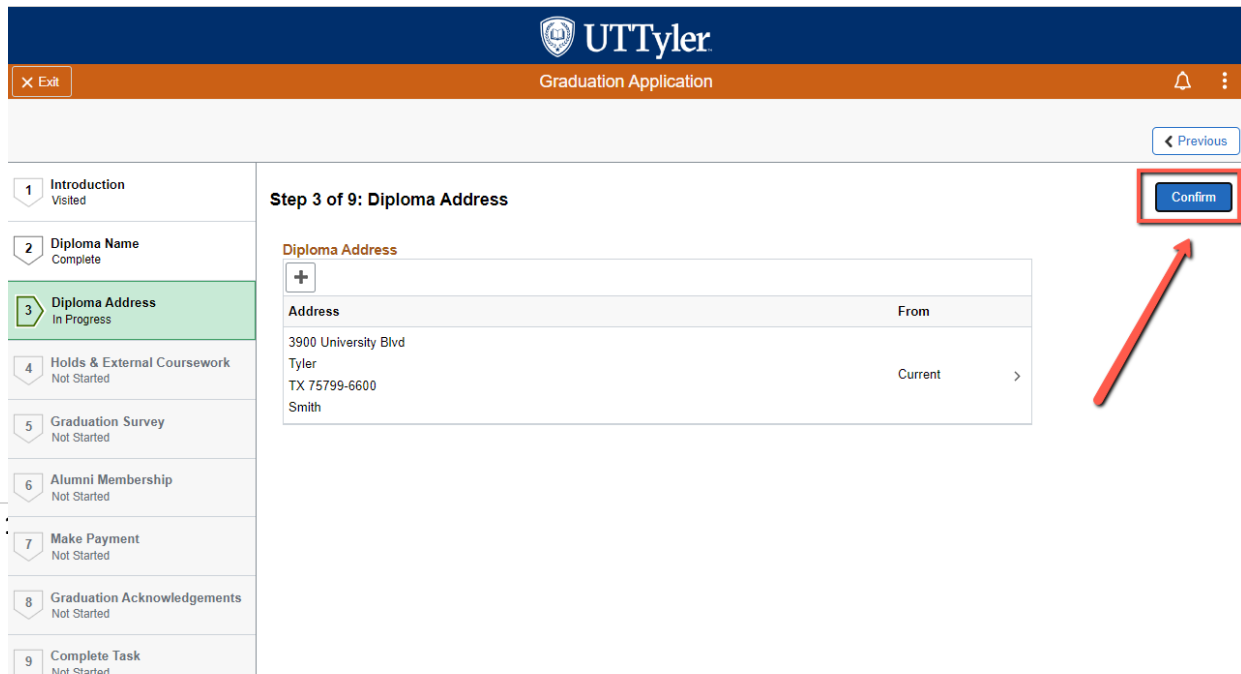 UTTyler
Exit
Graduation Application
Previous
1 Introduction
Visited
2 Diploma Name
Complete
3 Diploma Address
In Progress
4 Holds & External Coursework
Not Started
5 Graduation Survey
Not Started
6 Alumni Membership
Not Started
7 Make Payment
Not Started
8 Graduation Acknowledgements
Not Started
9 Complete Task
Not Started
Step 3 of 9: Diploma Address
Confirm
Diploma Address
Address From
3900 University Blvd
Tyler
TX 75799-6600
Smith
Current